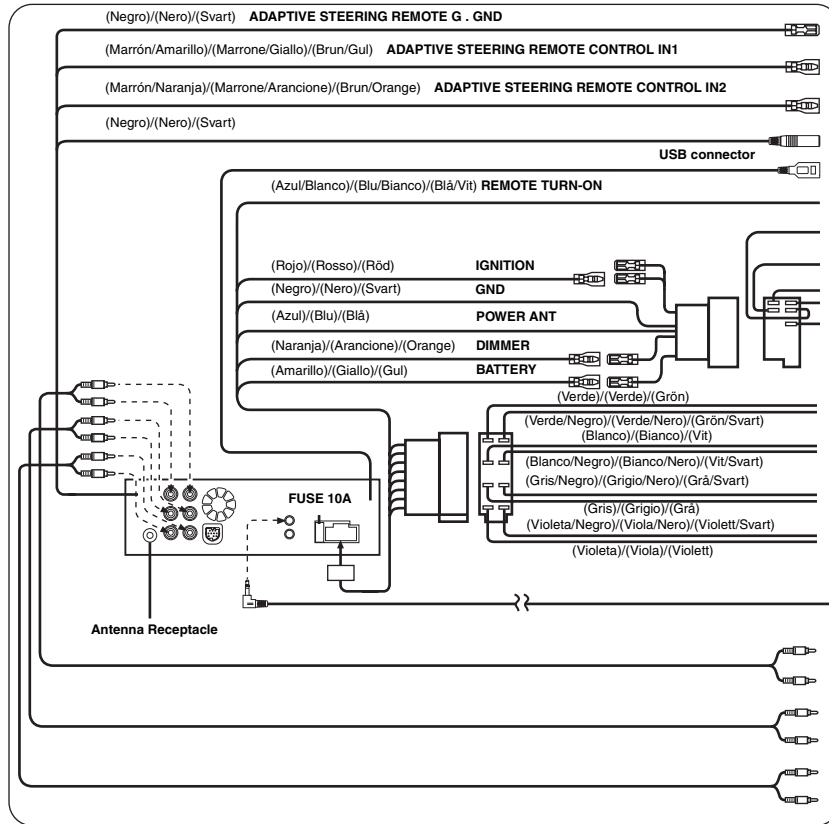 (Negro)/(Nero)/(Svart) ADAPTIVE STEERING REMOTE G . GND
(Marrón/Amarillo)/(Marrone/Giallo)/(Brun/Gul) ADAPTIVE STEERING REMOTE CONTROL IN1
(Marrón/Naranja)/(Marrone/Arancione)/(Brun/Orange) ADAPTIVE STEERING REMOTE CONTROL IN2
(Negro)/(Nero)/(Svart)
USB connector
(Azul/Blanco)/(Blu/Bianco)/(Blå/Vit) REMOTE TURN-ON
(Rojo)/(Rosso)/(Röd) IGNITION
(Negro)/(Nero)/(Svart) GND
(Azul)/(Blu)/(Blå) POWER ANT
(Naranja)/(Arancione)/(Orange) DIMMER
(Amarillo)/(Giallo)/(Gul) BATTERY
(Verde)/(Verde)/(Grön)
(Verde/Negro)/(Verde/Nero)/(Grön/Svart)
(Blanco)/(Bianco)/(Vit)
(Blanco/Negro)/(Bianco/Nero)/(Vit/Svart)
(Gris/Negro)/(Grigio/Nero)/(Grå/Svart)
(Gris)/(Grigio)/(Grå)
(Violeta/Negro)/(Viola/Nero)/(Violett/Svart)
(Violeta)/(Viola)/(Violett)
FUSE 10A
Antenna Receptacle